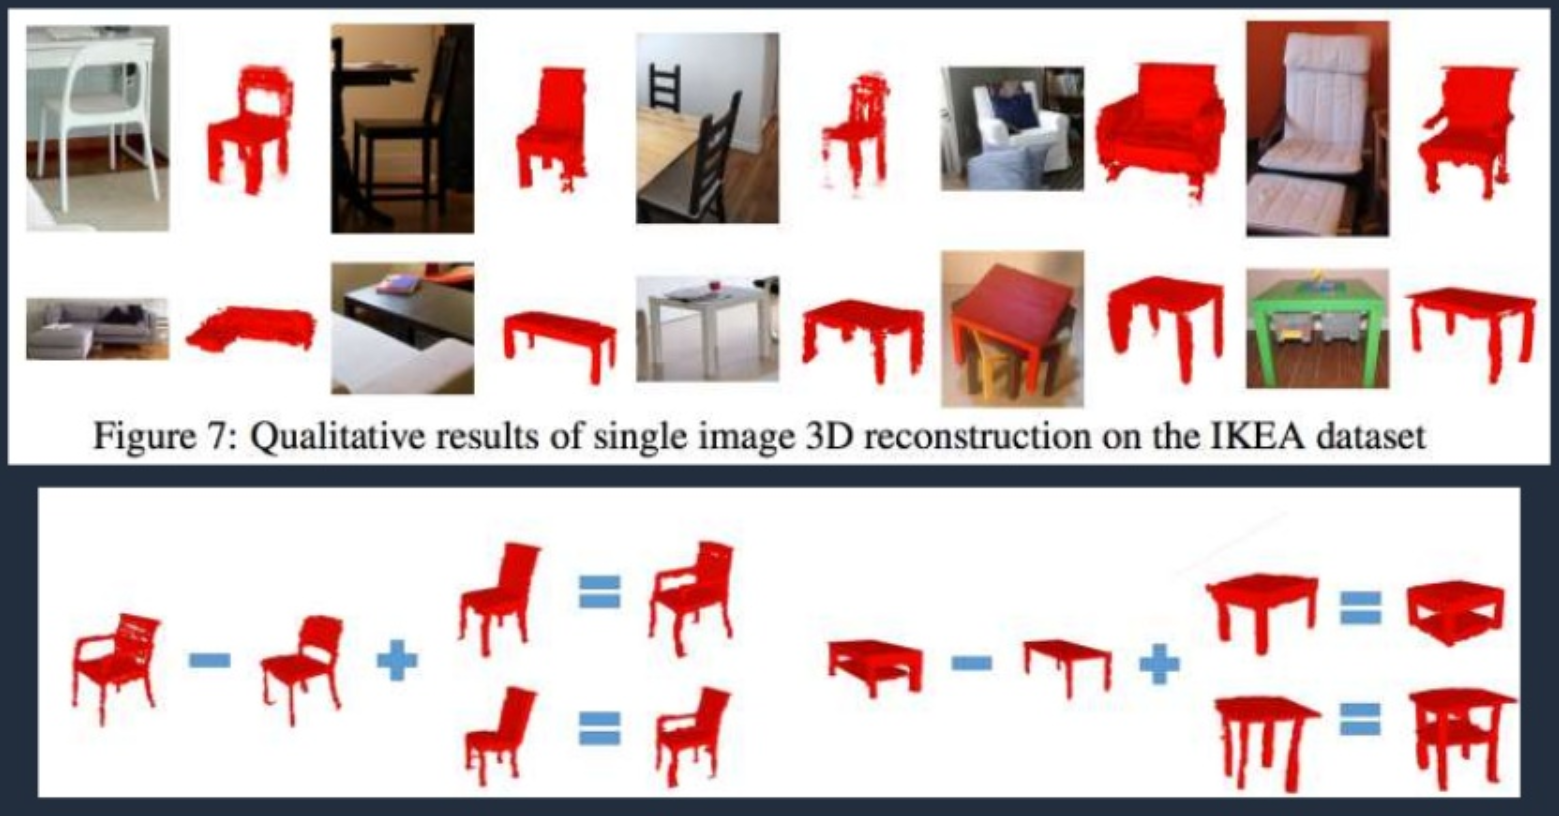 Figure 7: Qualitative results of single image 3D reconstruction on the IKEA dataset